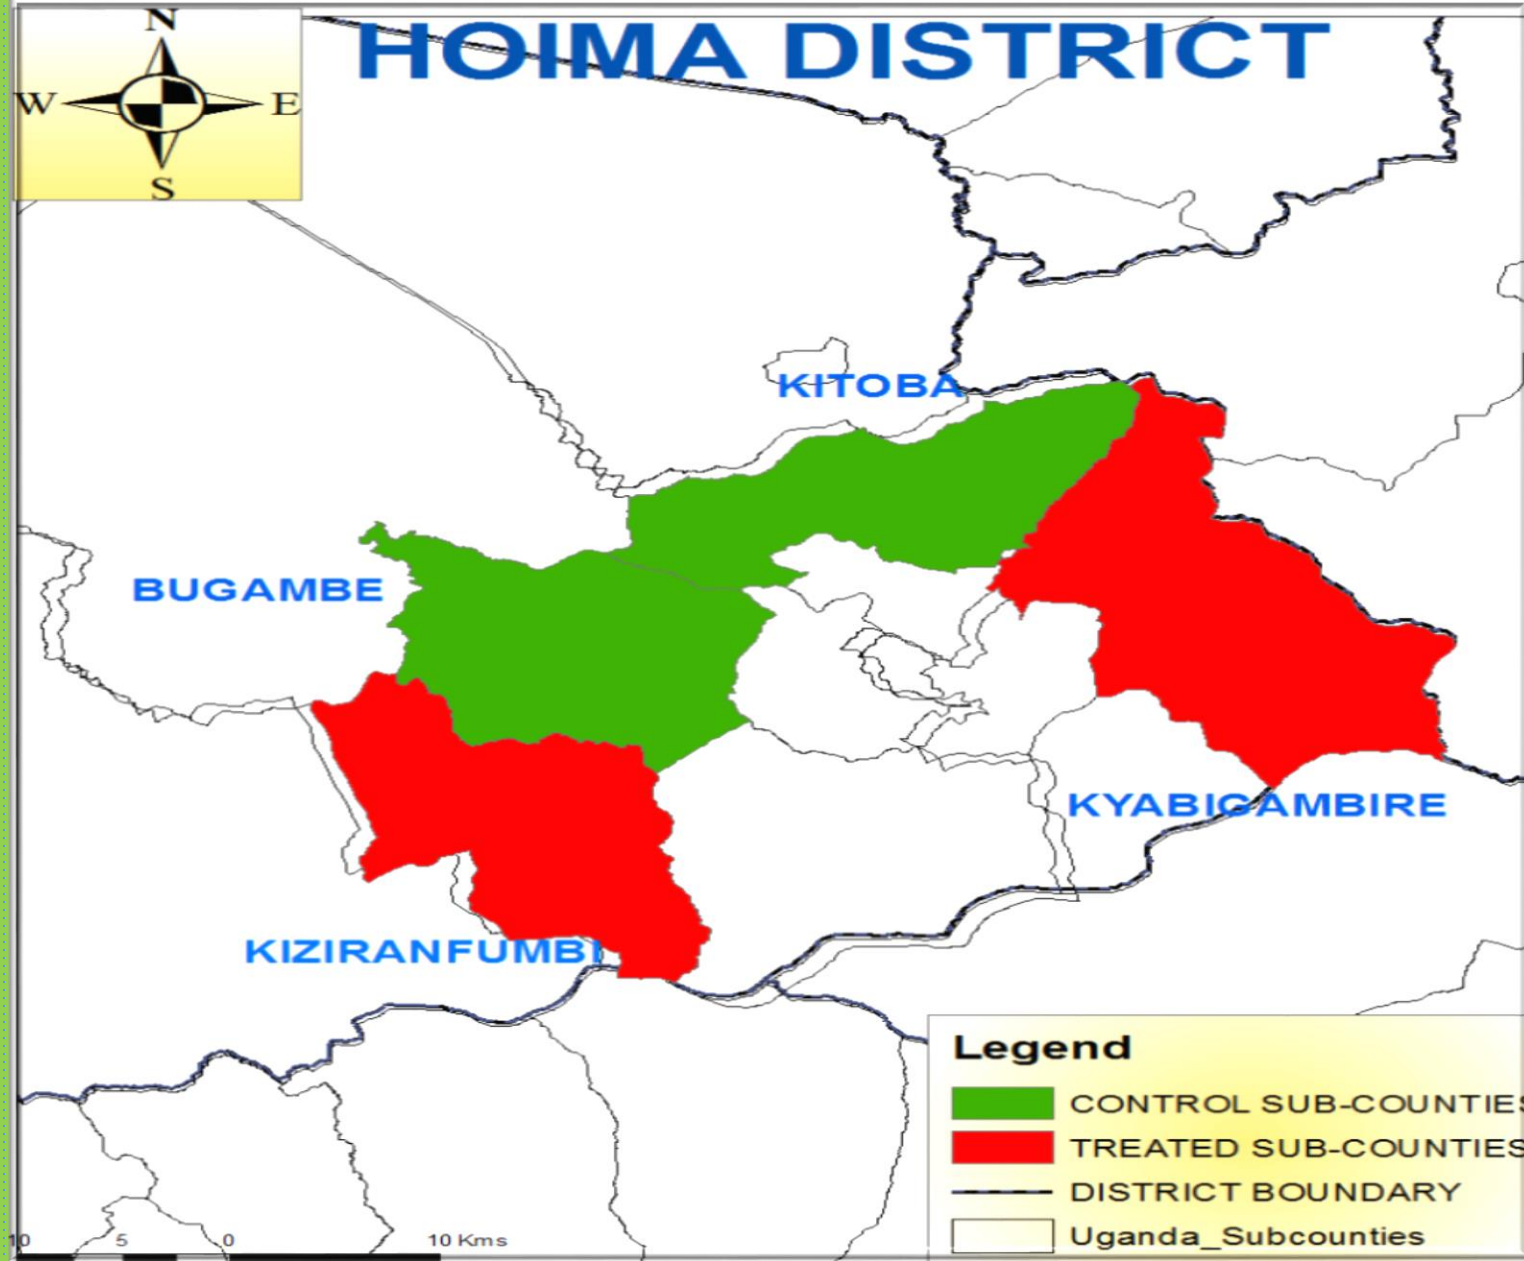 HOIMA DISTRICT
N
W E
S
KITOBA
BUGAMBE
KYABIGAMBIRE
KIZIRANFUMBI
Legend
CONTROL SUB-COUNTIES
TREATED SUB-COUNTIES
DISTRICT BOUNDARY
Uganda_Subcounties
10 5 0 10 Kms